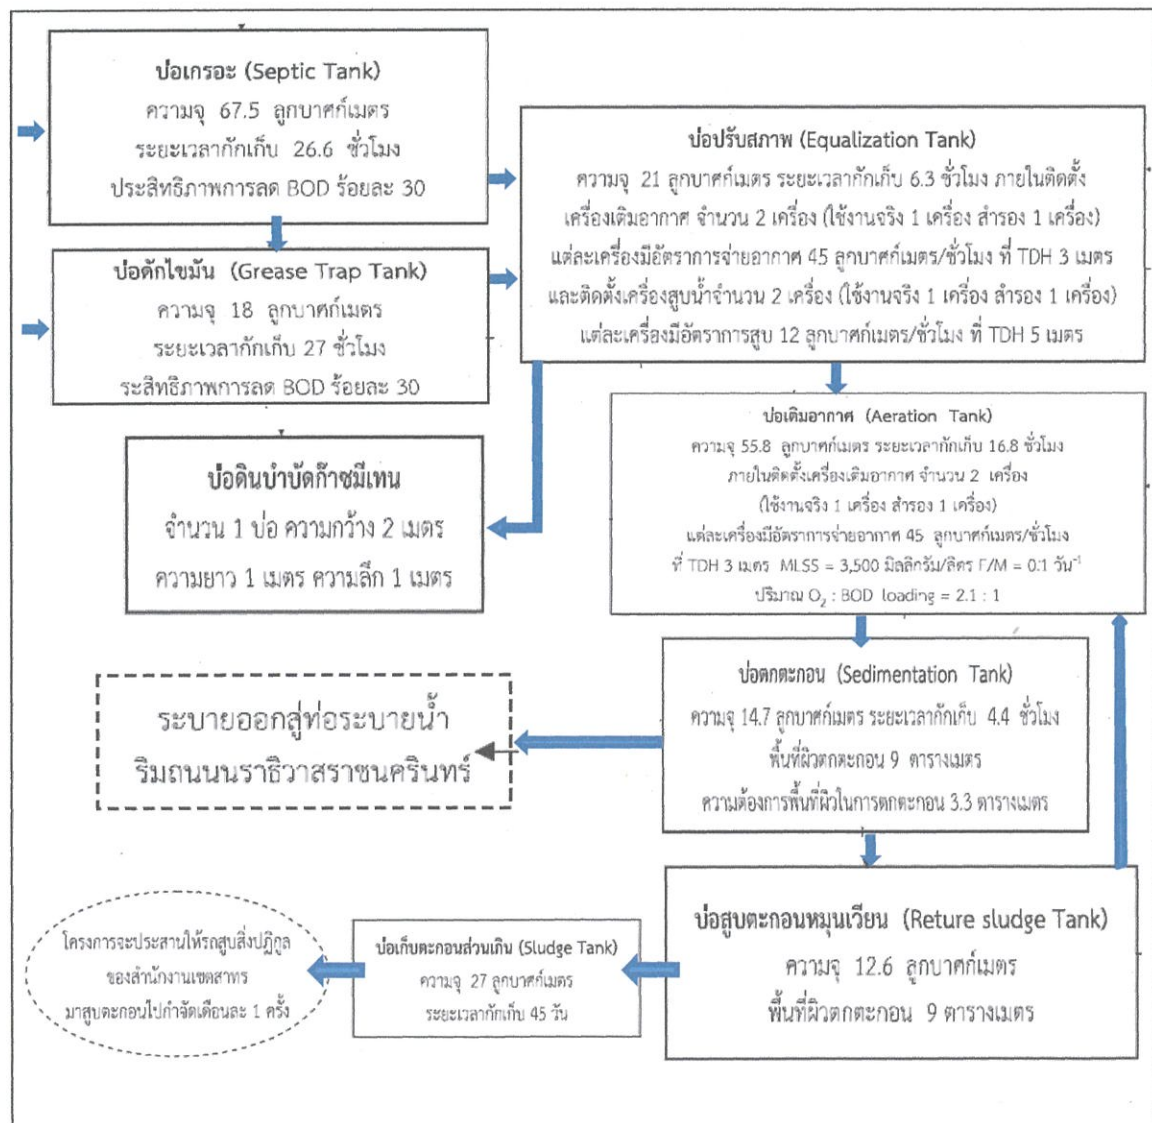 บ่อเกรอะ (Septic Tank)
ความจุ 67.5 ลูกบาศก์เมตร
ระยะเวลากักเก็บ 26.6 ชั่วโมง
ประสิทธิภาพการลด BOD ร้อยละ 30
บ่อดักไขมัน (Grease Trap Tank)
ความจุ 18 ลูกบาศก์เมตร
ระยะเวลากักเก็บ 27 ชั่วโมง
ระสิทธิภาพการลด BOD ร้อยละ 30
บ่อปรับสภาพ (Equalization Tank)
ความจุ 21 ลูกบาศก์เมตร ระยะเวลากักเก็บ 6.3 ชั่วโมง ภายในติดตั้ง
เครื่องเติมอากาศ จำนวน 2 เครื่อง (ใช้งานจริง 1 เครื่อง สำรอง 1 เครื่อง)
แต่ละเครื่องมีอัตราการจ่ายอากาศ 45 ลูกบาศก์เมตร/ชั่วโมง ที่ TDH 3 เมตร
และติดตั้งเครื่องสูบน้ำจำนวน 2 เครื่อง (ใช้งานจริง 1 เครื่อง สำรอง 1 เครื่อง)
แต่ละเครื่องมีอัตราการสูบ 12 ลูกบาศก์เมตร/ชั่วโมง ที่ TDH 5 เมตร
บ่อดินบำบัดก๊าซมีเทน
จำนวน 1 บ่อ ความกว้าง 2 เมตร
ความยาว 1 เมตร ความลึก 1 เมตร
บ่อเติมอากาศ (Aeration Tank)
ความจุ 55.8 ลูกบาศก์เมตร ระยะเวลากักเก็บ 16.8 ชั่วโมง
ภายในติดตั้งเครื่องเติมอากาศ จำนวน 2 เครื่อง
(ใช้งานจริง 1 เครื่อง สำรอง 1 เครื่อง)
แต่ละเครื่องมีอัตราการจ่ายอากาศ 45 ลูกบาศก์เมตร/ชั่วโมง
ที่ TDH 3 เมตร MLSS = 3,500 มิลลิกรัม/ลิตร F/M = 0.1 วัน⁻¹
ปริมาณ O₂ : BOD loading = 2.1 : 1
บ่อตกตะกอน (Sedimentation Tank)
ความจุ 14.7 ลูกบาศก์เมตร ระยะเวลากักเก็บ 4.4 ชั่วโมง
พื้นที่ผิวตกตะกอน 9 ตารางเมตร
ความต้องการพื้นที่ผิวในการตกตะกอน 3.3 ตารางเมตร
ระบายออกสู่ท่อระบายน้ำ
ริมถนนนราธิวาสราชนครินทร์
บ่อสูบตะกอนหมุนเวียน (Reture sludge Tank)
ความจุ 12.6 ลูกบาศก์เมตร
พื้นที่ผิวตกตะกอน 9 ตารางเมตร
บ่อเก็บตะกอนส่วนเกิน (Sludge Tank)
ความจุ 27 ลูกบาศก์เมตร
ระยะเวลากักเก็บ 45 วัน
โครงการจะประสานให้รถสูบสิ่งปฏิกูล
ของสำนักงานเขตสาทร
มาสูบตะกอนไปกำจัดเดือนละ 1 ครั้ง